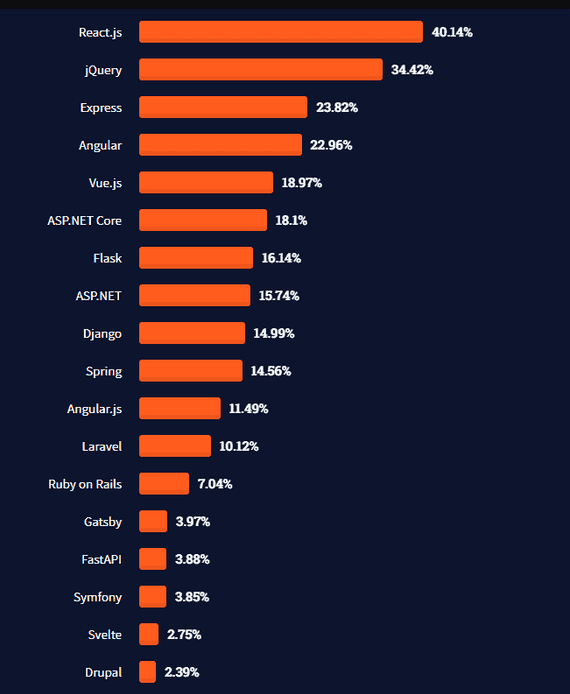 React.js 40.14%
jQuery 34.42%
Express 23.82%
Angular 22.96%
Vue.js 18.97%
ASP.NET Core 18.1%
Flask 16.14%
ASP.NET 15.74%
Django 14.99%
Spring 14.56%
Angular.js 11.49%
Laravel 10.12%
Ruby on Rails 7.04%
Gatsby 3.97%
FastAPI 3.88%
Symfony 3.85%
Svelte 2.75%
Drupal 2.39%